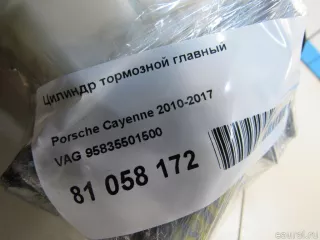 Цилиндр тормозной главный
Porsche Cayenne 2010-2017
VAG 95835501500
81 058 172